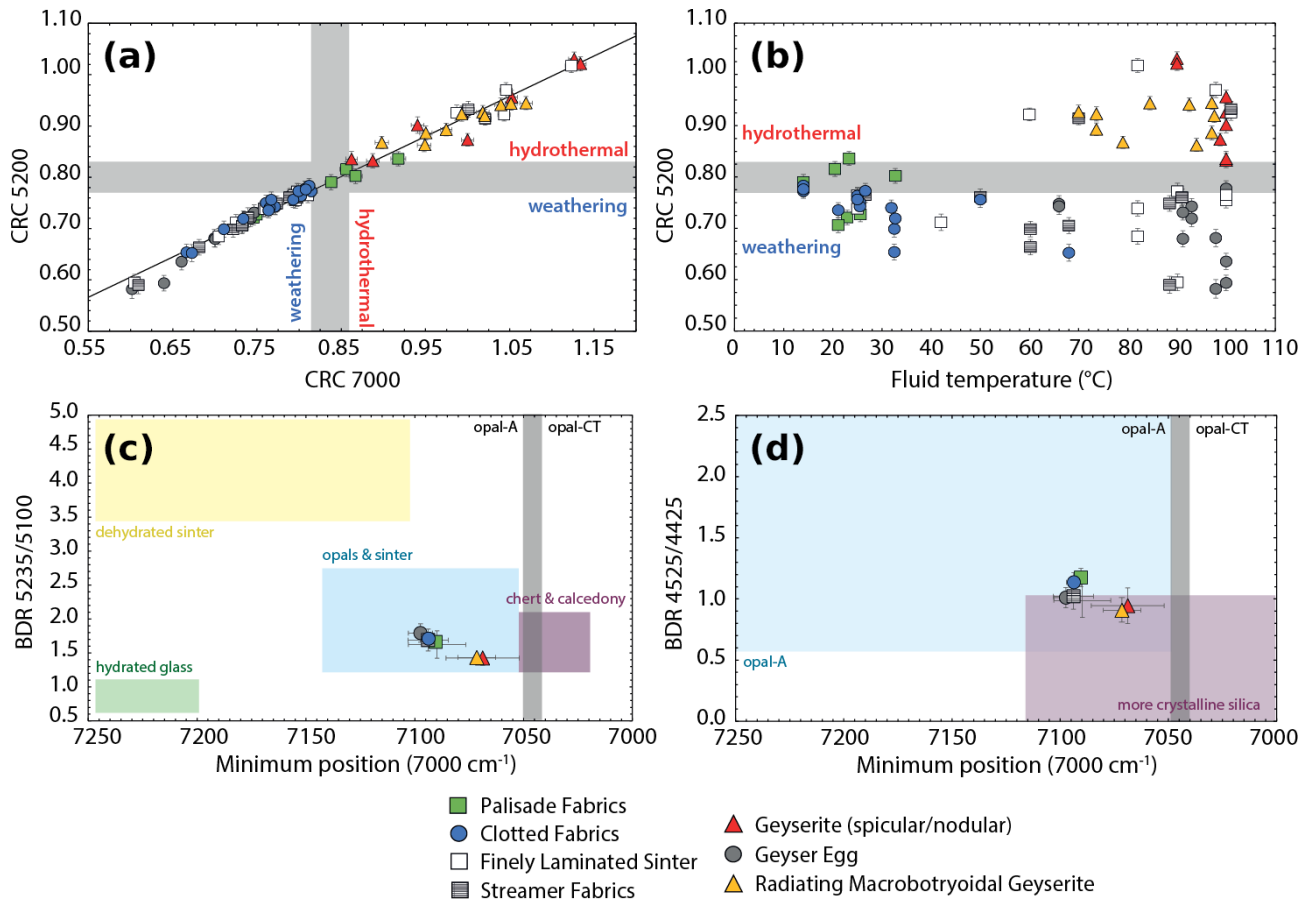 (a)
CRC 5200
1.10
1.00
0.90
0.80
0.70
0.60
0.50
hydrothermal
weathering
weathering
hydrothermal
0.55
0.65
0.75
0.85
0.95
1.05
1.15
CRC 7000
(b)
CRC 5200
1.10
1.00
0.90
0.80
0.70
0.60
0.50
hydrothermal
weathering
0 10 20 30 40 50 60 70 80 90 100 110
Fluid temperature (°C)
(c)
BDR 5235/5100
5.0
4.5
4.0
3.5
3.0
2.5
2.0
1.5
1.0
0.5
opal-A
opal-CT
dehydrated sinter
opals & sinter
chert & calcedony
hydrated glass
7250 7200 7150 7100 7050 7000
Minimum position (7000 cm⁻¹)
(d)
BDR 4525/4425
2.5
2.0
1.5
1.0
0.5
0.0
opal-A
opal-CT
opal-A
more crystalline silica
7250 7200 7150 7100 7050 7000
Minimum position (7000 cm⁻¹)
Palisade Fabrics
Clotted Fabrics
Finely Laminated Sinter
Streamer Fabrics
Geyserite (spicular/nodular)
Geyser Egg
Radiating Macrobotryoidal Geyserite